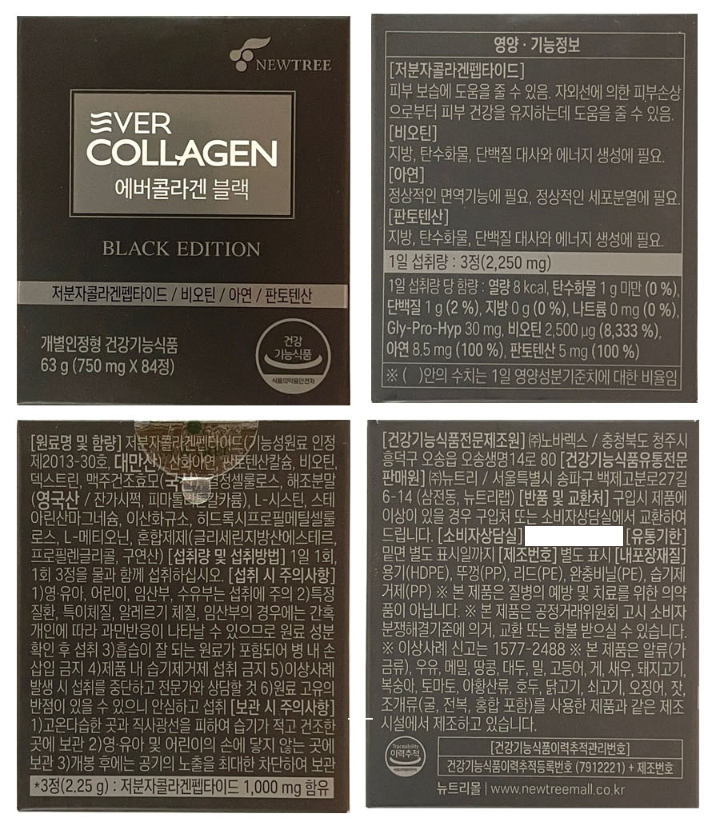 NEWTREE
EVER
COLLAGEN
에버콜라겐 블랙
BLACK EDITION
저분자콜라겐펩타이드 / 비오틴 / 아연 / 판토텐산
개별인정형 건강기능식품
63 g (750 mg X 84정)
건강
기능식품
식품의약품안전처
영양 · 기능정보
[저분자콜라겐펩타이드]
피부 보습에 도움을 줄 수 있음. 자외선에 의한 피부손상
으로부터 피부 건강을 유지하는데 도움을 줄 수 있음.
[비오틴]
지방, 탄수화물, 단백질 대사와 에너지 생성에 필요.
[아연]
정상적인 면역기능에 필요, 정상적인 세포분열에 필요.
[판토텐산]
지방, 탄수화물, 단백질 대사와 에너지 생성에 필요.
1일 섭취량 : 3정(2,250 mg)
1일 섭취량 당 함량 : 열량 8 kcal, 탄수화물 1 g 미만 (0 %),
단백질 1 g (2 %), 지방 0 g (0 %), 나트륨 0 mg (0 %),
Gly-Pro-Hyp 30 mg, 비오틴 2,500 μg (8,333 %),
아연 8.5 mg (100 %), 판토텐산 5 mg (100 %)
※ ( )안의 수치는 1일 영양성분기준치에 대한 비율임
[원료명 및 함량] 저분자콜라겐펩타이드(기능성원료 인정
제2013-30호, 대만산), 산화아연, 판토텐산칼슘, 비오틴,
덱스트린, 맥주건조효모(국산), 결정셀룰로스, 해조분말
(영국산 / 잔가시쩍, 피마톨리톤칼카륨), L-시스틴, 스테
아린산마그네슘, 이산화규소, 히드록시프로필메틸셀룰
로스, L-메티오닌, 혼합제제(글리세린지방산에스테르,
프로필렌글리콜, 구연산) [섭취량 및 섭취방법] 1일 1회,
1회 3정을 물과 함께 섭취하십시오. [섭취 시 주의사항]
1)영·유아, 어린이, 임산부, 수유부는 섭취에 주의 2)특정
질환, 특이체질, 알레르기 체질, 임산부의 경우에는 간혹
개인에 따라 과민반응이 나타날 수 있으므로 원료 성분
확인 후 섭취 3)흡습이 잘 되는 원료가 포함되어 병 내 손
삽입 금지 4)제품 내 습기제거제 섭취 금지 5)이상사례
발생 시 섭취를 중단하고 전문가와 상담할 것 6)원료 고유의
반점이 있을 수 있으니 안심하고 섭취 [보관 시 주의사항]
1)고온다습한 곳과 직사광선을 피하여 습기가 적고 건조한
곳에 보관 2)영·유아 및 어린이의 손에 닿지 않는 곳에
보관 3)개봉 후에는 공기의 노출을 최대한 차단하여 보관
*3정(2.25 g) : 저분자콜라겐펩타이드 1,000 mg 함유
[건강기능식품전문제조원] ㈜노바렉스 / 충청북도 청주시
흥덕구 오송읍 오송생명14로 80 [건강기능식품유통전문
판매원] ㈜뉴트리 / 서울특별시 송파구 백제고분로27길
6-14 (삼전동, 뉴트리랩) [반품 및 교환처] 구입시 제품에
이상이 있을 경우 구입처 또는 소비자상담실에서 교환하여
드립니다. [소비자상담실] [유통기한]
밑면 별도 표시일까지 [제조번호] 별도 표시 [내포장재질]
용기(HDPE), 뚜껑(PP), 리드(PE), 완충비닐(PE), 습기제
거제(PP) ※ 본 제품은 질병의 예방 및 치료를 위한 의약
품이 아닙니다. ※ 본 제품은 공정거래위원회 고시 소비자
분쟁해결기준에 의거, 교환 또는 환불 받으실 수 있습니다.
※ 이상사례 신고는 1577-2488 ※ 본 제품은 알류(가
금류), 우유, 메밀, 땅콩, 대두, 밀, 고등어, 게, 새우, 돼지고기,
복숭아, 토마토, 아황산류, 호두, 닭고기, 쇠고기, 오징어, 잣,
조개류(굴, 전복, 홍합 포함)를 사용한 제품과 같은 제조
시설에서 제조하고 있습니다.
Traceability
이력추적
[건강기능식품이력추적관리번호]
건강기능식품이력추적등록번호 (7912221) + 제조번호
뉴트리몰 | www.newtreemall.co.kr